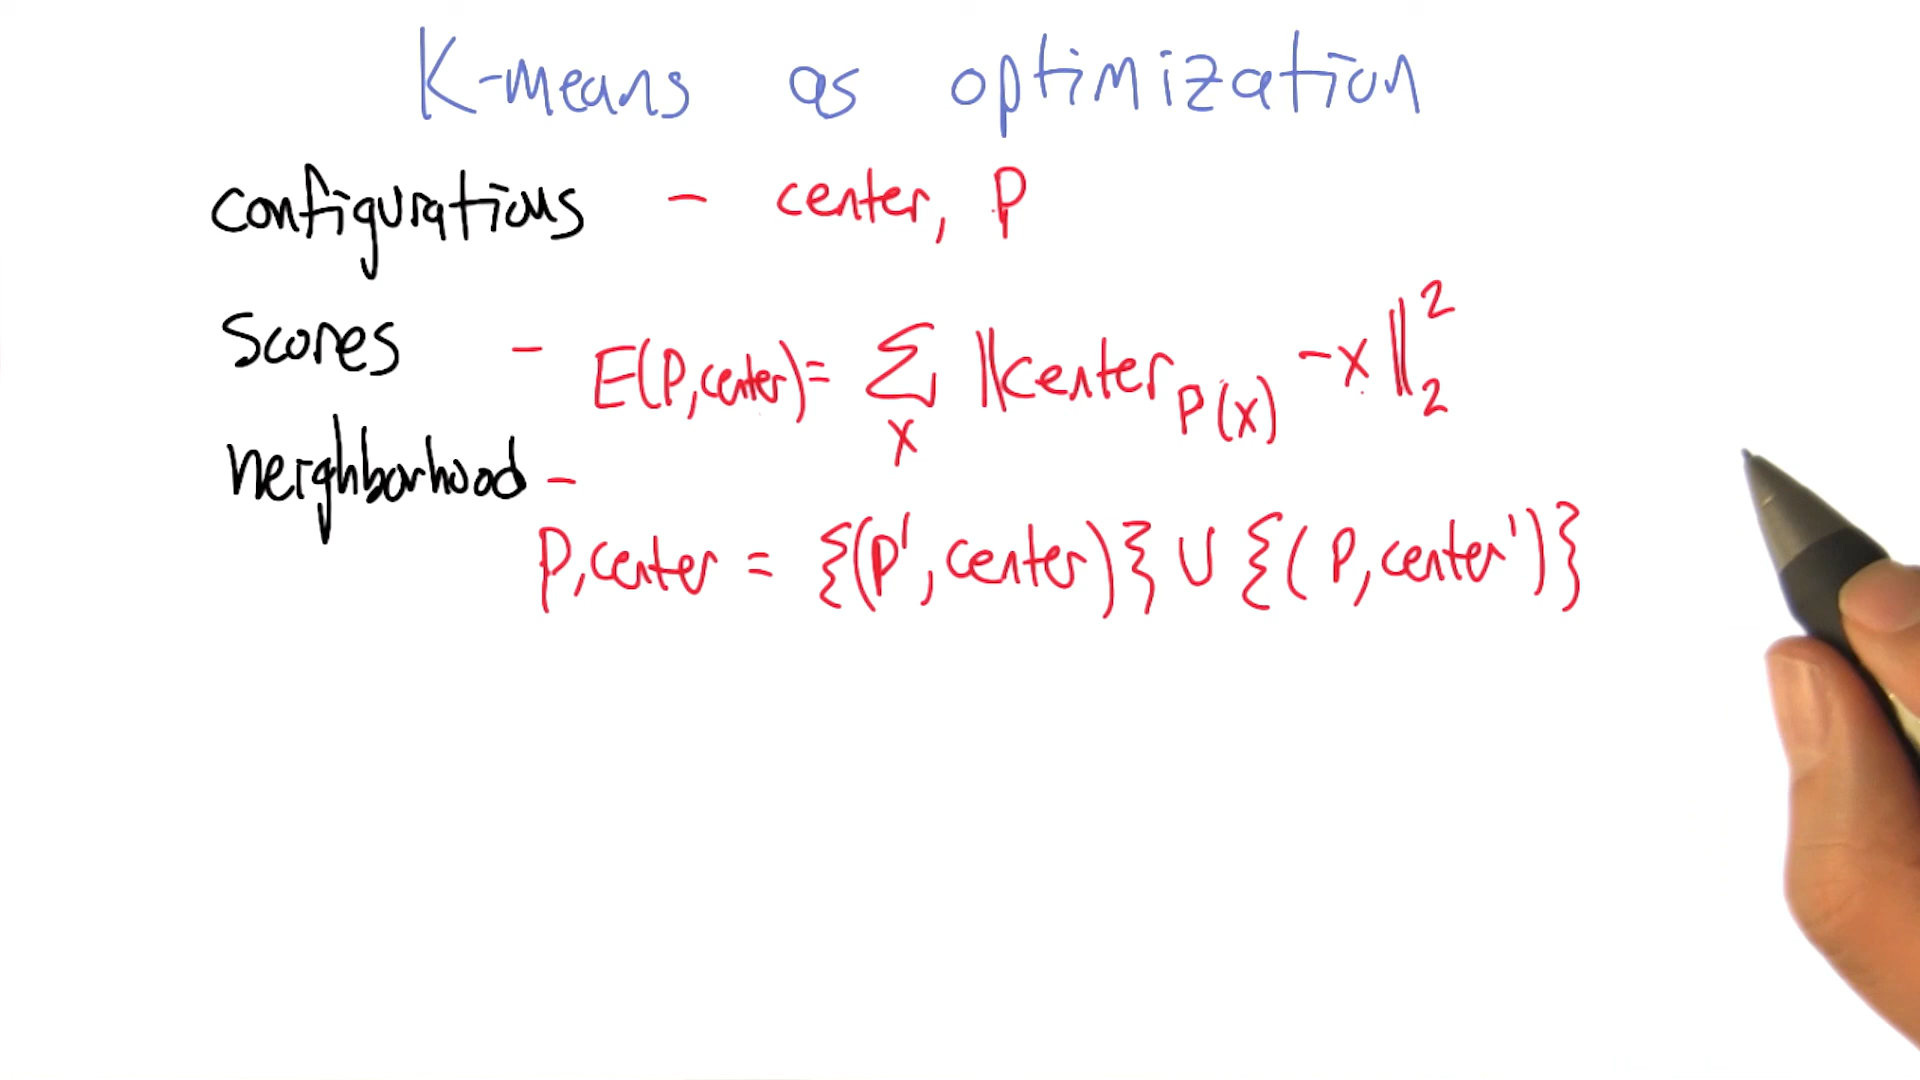 K-means as optimization
configurations - center, P
scores - E(P,center)= ∑ₓ ||center_P(x) - x||₂²
neighborhood -
P,center = {(P', center)} ∪ {(P, center')}